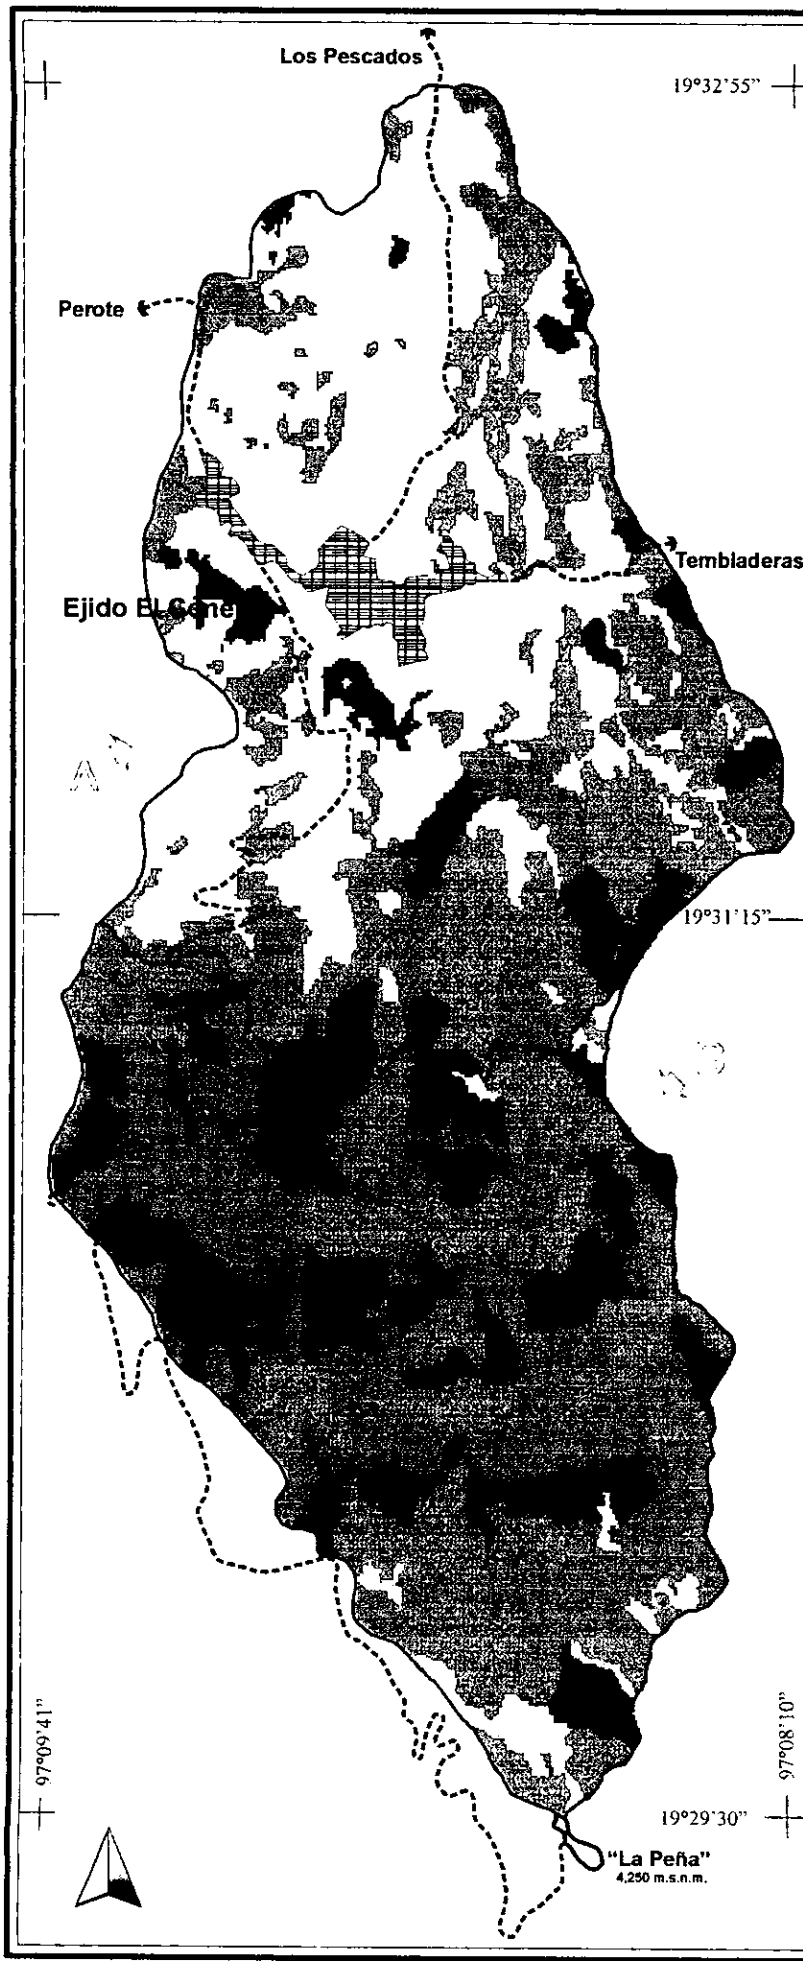 Los Pescados
19°32'55"
Perote
Tembladeras
Ejido El
19°31'15"
97°09'41"
97°08'10"
19°29'30"
"La Peña"
4,250 m.s.n.m.